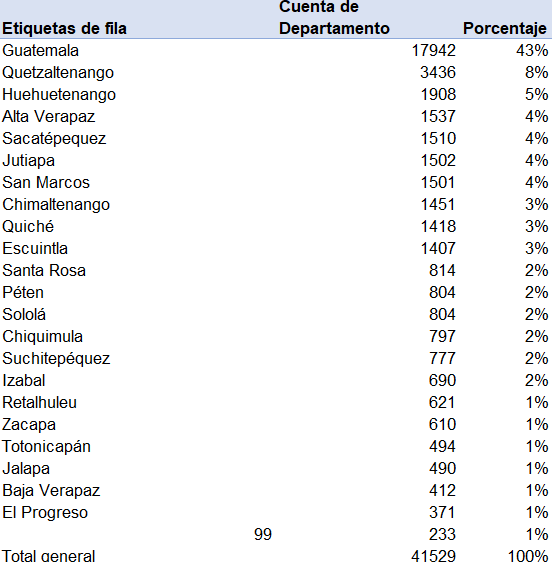 Etiquetas de fila Cuenta de Departamento Porcentaje
Guatemala 17942 43%
Quetzaltenango 3436 8%
Huehuetenango 1908 5%
Alta Verapaz 1537 4%
Sacatépequez 1510 4%
Jutiapa 1502 4%
San Marcos 1501 4%
Chimaltenango 1451 3%
Quiché 1418 3%
Escuintla 1407 3%
Santa Rosa 814 2%
Péten 804 2%
Sololá 804 2%
Chiquimula 797 2%
Suchitepéquez 777 2%
Izabal 690 2%
Retalhuleu 621 1%
Zacapa 610 1%
Totonicapán 494 1%
Jalapa 490 1%
Baja Verapaz 412 1%
El Progreso 371 1%
99 233 1%
Total general 41529 100%